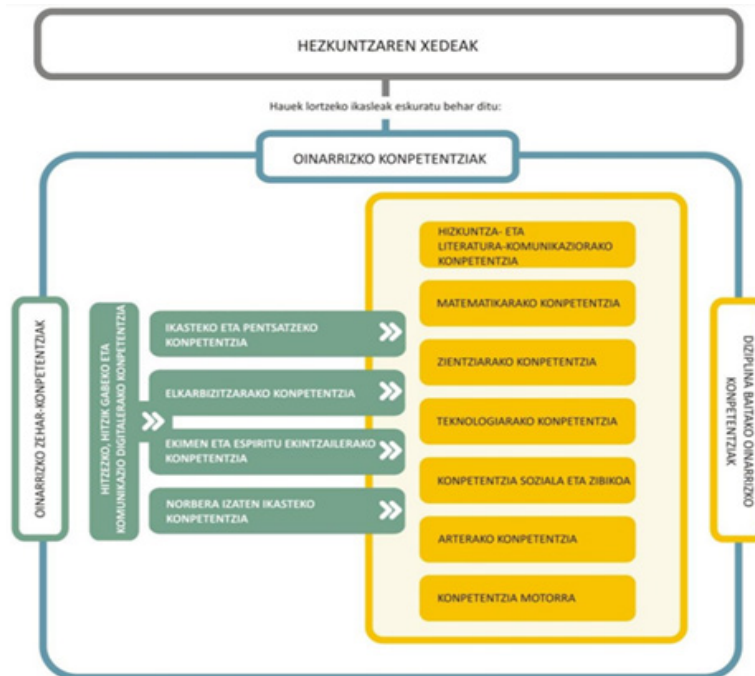 HEZKUNTZAREN XEDEAK
Hauek lortzeko ikasleak eskuratu behar ditu:
OINARRIZKO KONPETENTZIAK
OINARRIZKO ZEHAR-KONPETENTZIAK
HITZEZKO, HITZIK GABEKO ETA
KOMUNIKAZIO DIGITALERAKO KONPETENTZIA
IKASTEKO ETA PENTSATZEKO
KONPETENTZIA
ELKARBIZITZARAKO KONPETENTZIA
EKIMEN ETA ESPIRITU EKINTZAILERAKO
KONPETENTZIA
NORBERA IZATEN IKASTEKO
KONPETENTZIA
HIZKUNTZA- ETA
LITERATURA-KOMUNIKAZIORAKO
KONPETENTZIA
MATEMATIKARAKO KONPETENTZIA
ZIENTZIARAKO KONPETENTZIA
TEKNOLOGIARAKO KONPETENTZIA
KONPETENTZIA SOZIALA ETA ZIBIKOA
ARTERAKO KONPETENTZIA
KONPETENTZIA MOTORRA
DIZIPLINA BAITAKO OINARRIZKO
KONPETENTZIAK